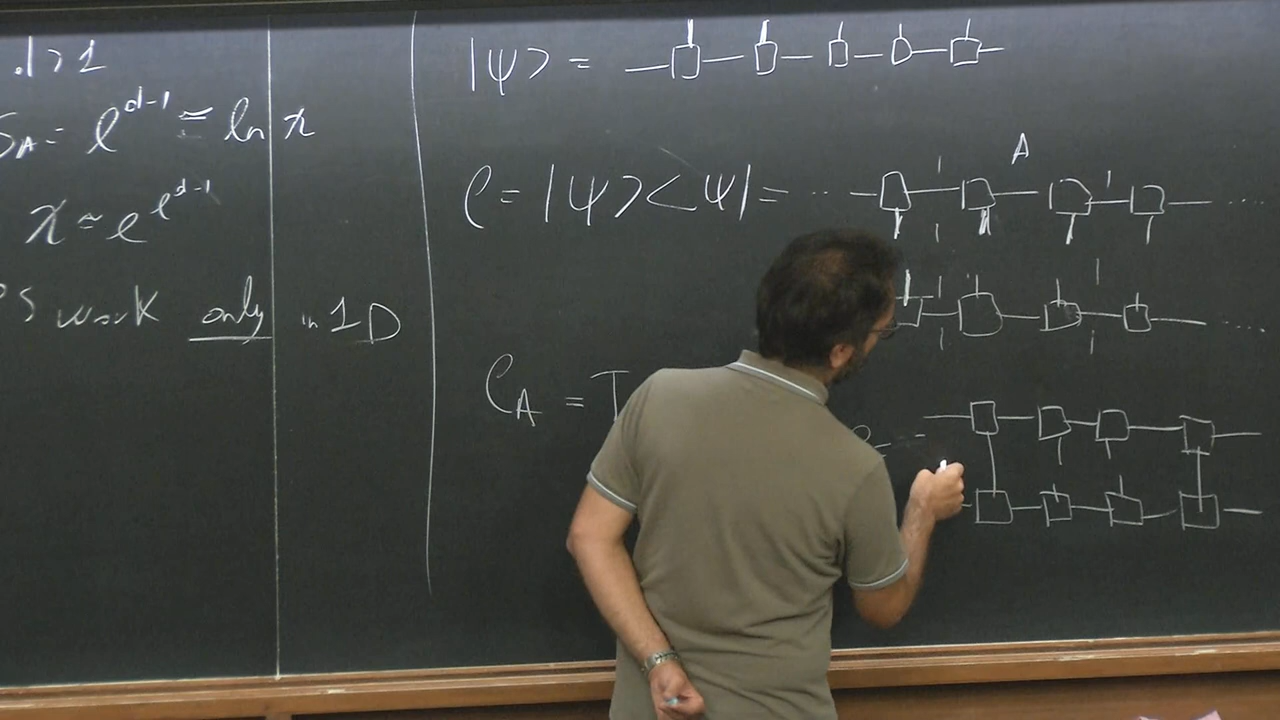 .d>1
S_A = ℓ^{d-1} ≃ ln χ
χ ≈ e^{ℓ^{d-1}}
PS work only in 1D
|ψ> =
ρ = |ψ><ψ| = ..
A
....
....
ρ_A = T